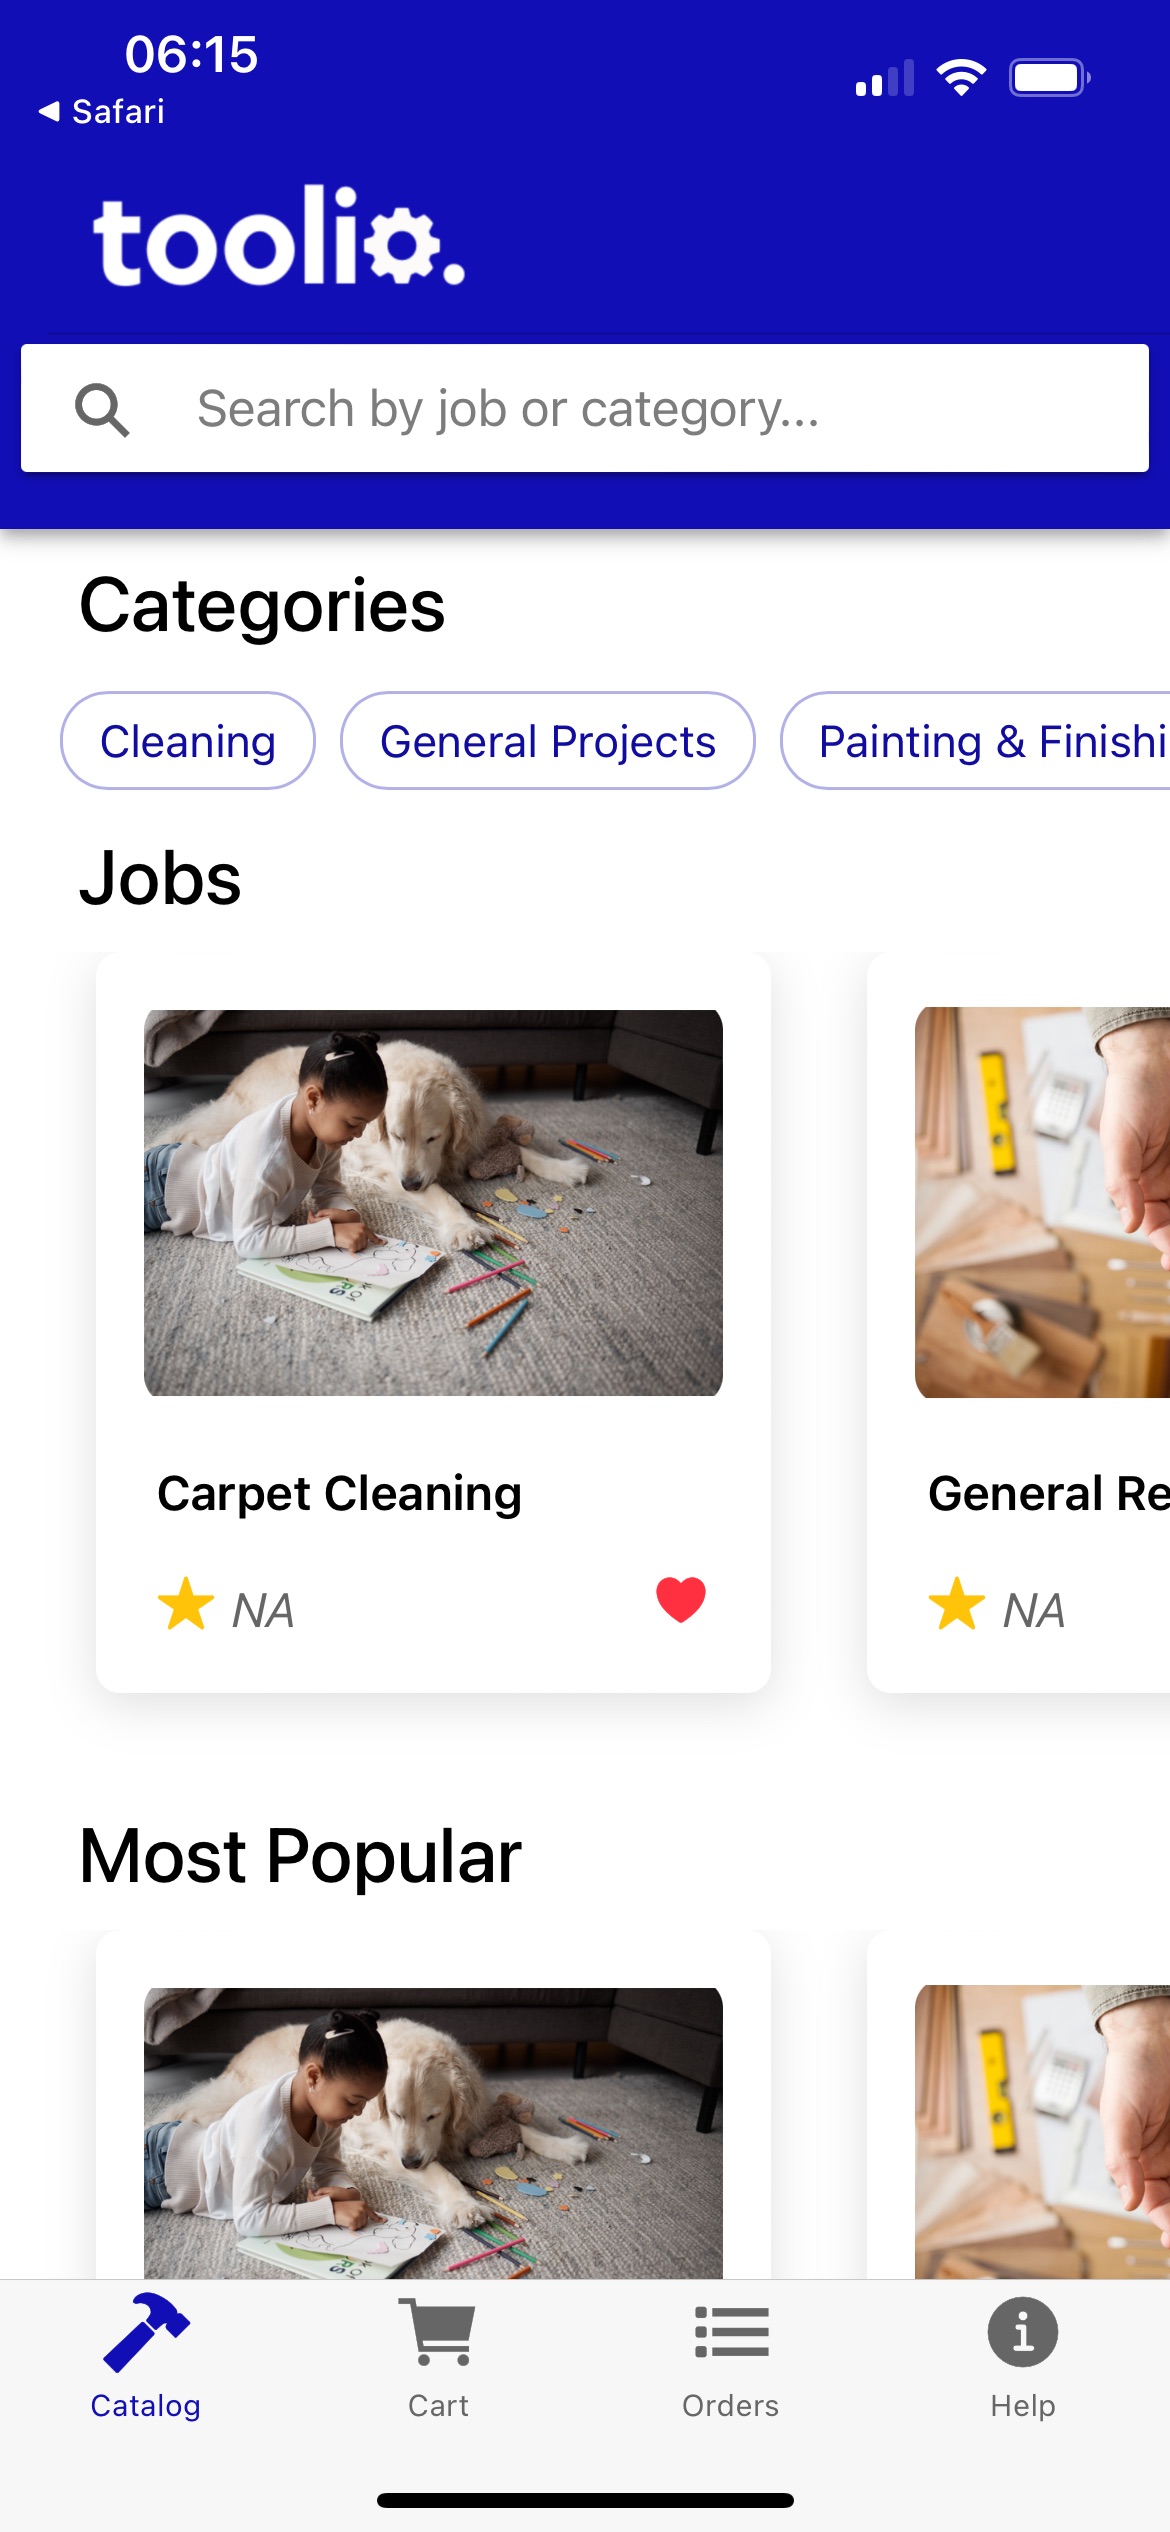 06:15
Safari
toolio.
Search by job or category...
Categories
Cleaning
General Projects
Painting & Finishi
Jobs
Carpet Cleaning
General Re
NA
NA
Most Popular
Catalog
Cart
Orders
Help